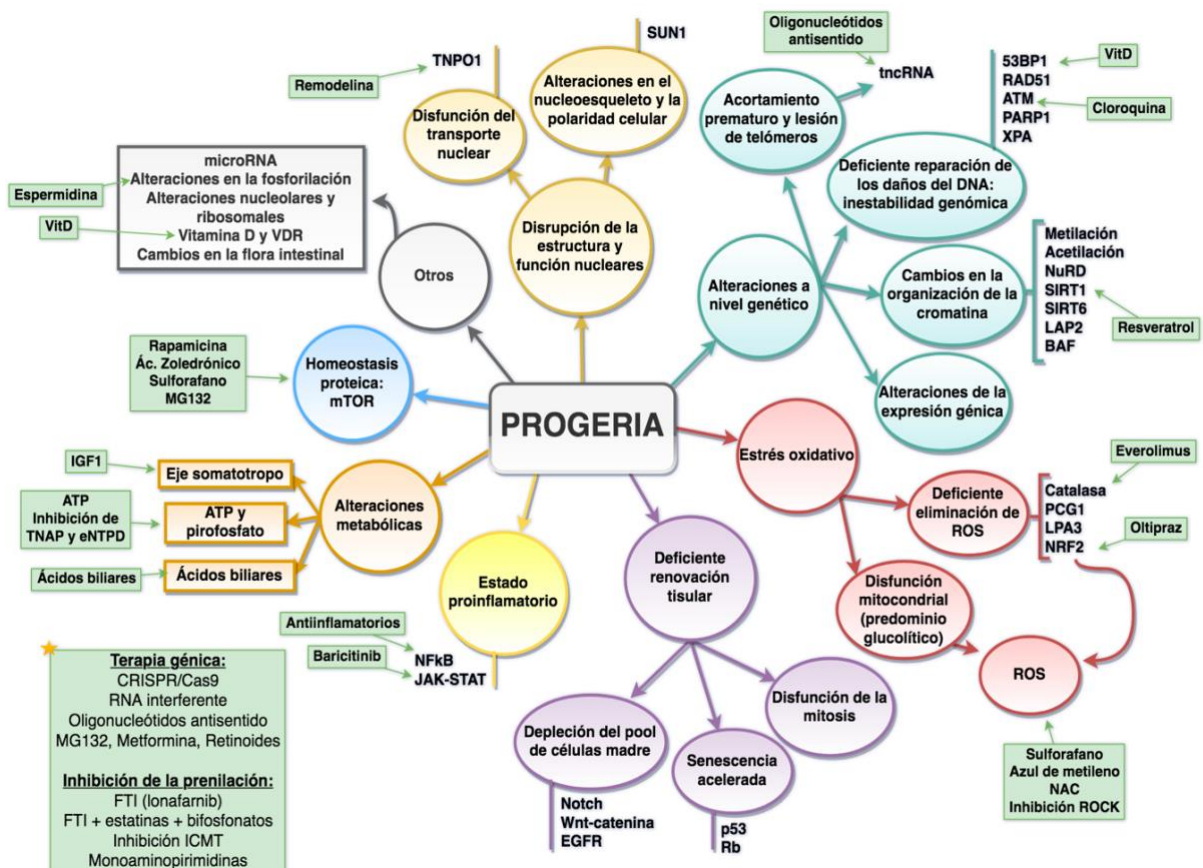 Oligonucleótidos
antisentido
SUN1
TNPO1
Remodelina
tncRNA
53BP1
RAD51
ATM
PARP1
XPA
VitD
Cloroquina
Alteraciones en el
nucleoesqueleto y la
polaridad celular
Disfunción del
transporte
nuclear
Acortamiento
prematuro y lesión
de telómeros
Deficiente reparación de
los daños del DNA:
inestabilidad genómica
microRNA
Alteraciones en la fosforilación
Alteraciones nucleolares y
ribosomales
Vitamina D y VDR
Cambios en la flora intestinal
Espermidina
VitD
Otros
Disrupción de la
estructura y
función nucleares
Alteraciones a
nivel genético
Cambios en la
organización de la
cromatina
Metilación
Acetilación
NuRD
SIRT1
SIRT6
LAP2
BAF
Resveratrol
Alteraciones de la
expresión génica
Rapamicina
Ác. Zoledrónico
Sulforafano
MG132
Homeostasis
proteica:
mTOR
PROGERIA
Estrés oxidativo
Everolimus
Deficiente
eliminación de
ROS
Catalasa
PCG1
LPA3
NRF2
Oltipraz
IGF1
Eje somatotropo
ATP
Inhibición de
TNAP y eNTPD
ATP y
pirofosfato
Ácidos biliares
Ácidos biliares
Alteraciones
metabólicas
Estado
proinflamatorio
Deficiente
renovación
tisular
Disfunción
mitocondrial
(predominio
glucolítico)
ROS
Antiinflamatorios
Baricitinib
NFkB
JAK-STAT
Depleción del pool
de células madre
Senescencia
acelerada
Disfunción de la
mitosis
Notch
Wnt-catenina
EGFR
p53
Rb
Sulforafano
Azul de metileno
NAC
Inhibición ROCK
Terapia génica:
CRISPR/Cas9
RNA interferente
Oligonucleótidos antisentido
MG132, Metformina, Retinoides
Inhibición de la prenilación:
FTI (lonafarnib)
FTI + estatinas + bifosfonatos
Inhibición ICMT
Monoaminopirimidinas